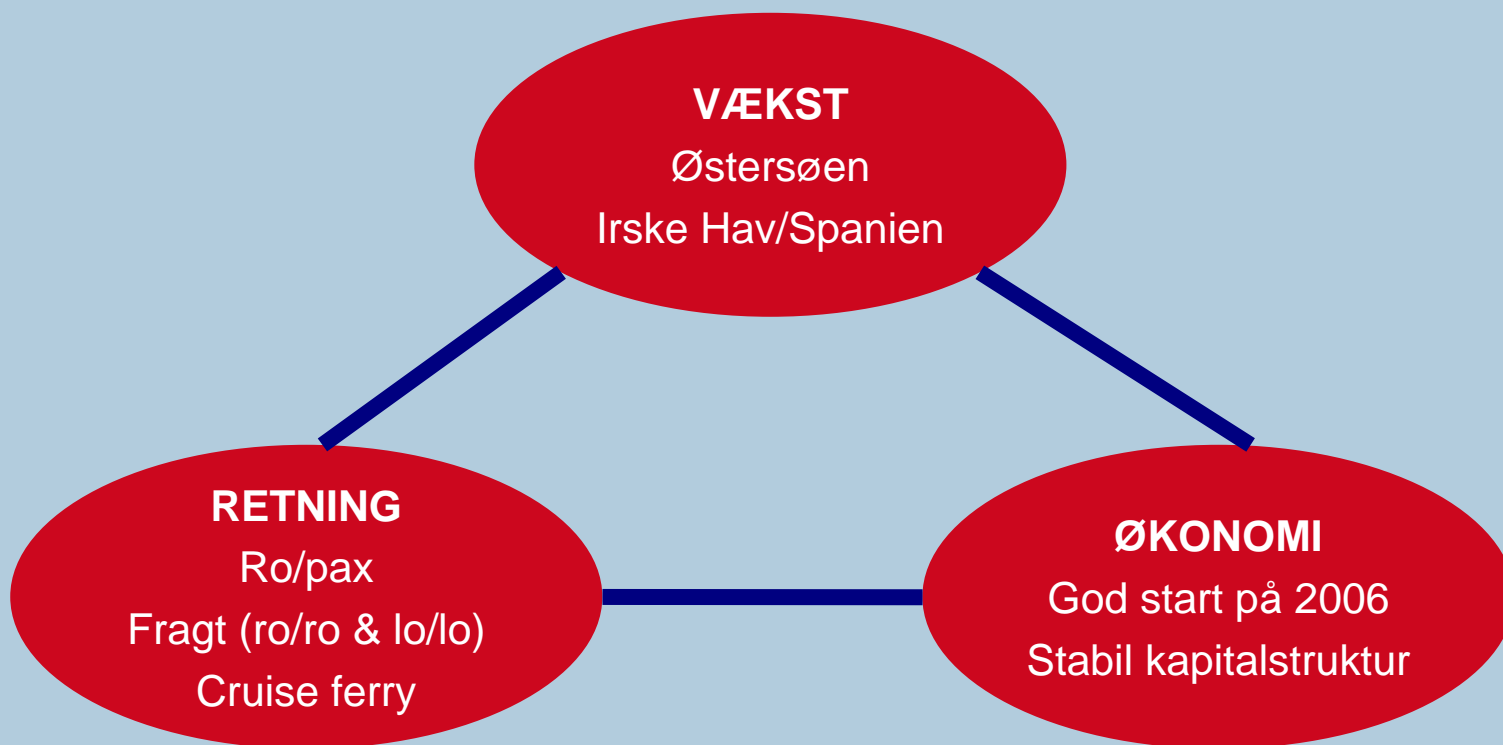 VÆKST
Østersøen
Irske Hav/Spanien
RETNING
Ro/pax
Fragt (ro/ro & lo/lo)
Cruise ferry
ØKONOMI
God start på 2006
Stabil kapitalstruktur